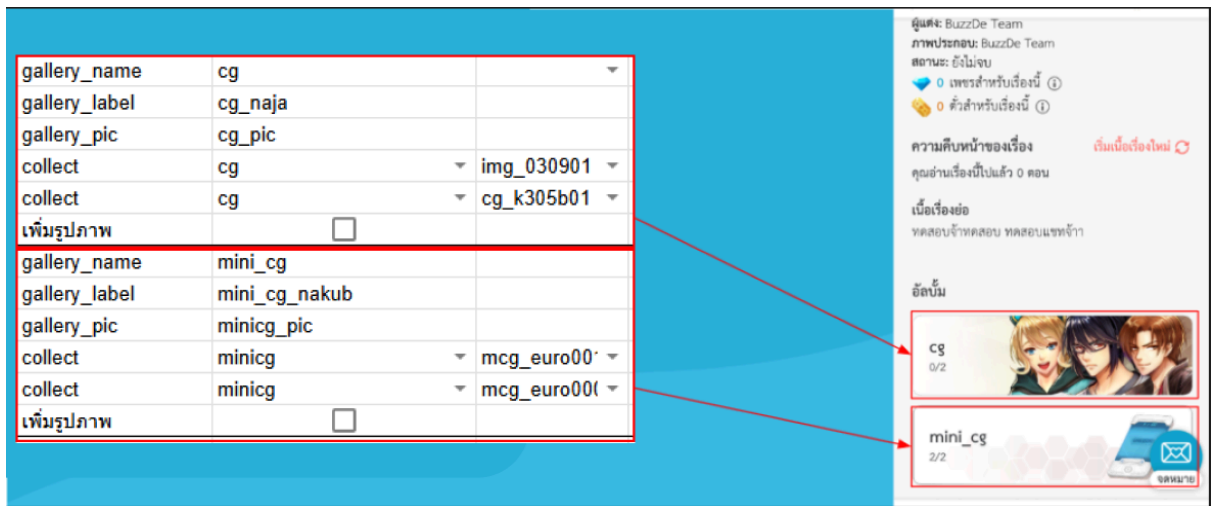 gallery_name cg
gallery_label cg_naja
gallery_pic cg_pic
collect cg img_030901
collect cg cg_k305b01
เพิ่มรูปภาพ
gallery_name mini_cg
gallery_label mini_cg_nakub
gallery_pic minicg_pic
collect minicg mcg_euro001
collect minicg mcg_euro00
เพิ่มรูปภาพ
ผู้แต่ง: BuzzDe Team
ภาพประกอบ: BuzzDe Team
สถานะ: ยังไม่จบ
0 เพชรสำหรับเรื่องนี้
0 ตั๋วสำหรับเรื่องนี้
ความคืบหน้าของเรื่อง เริ่มเนื้อเรื่องใหม่
คุณอ่านเรื่องนี้ไปแล้ว 0 ตอน
เนื้อเรื่องย่อ
ทดสอบจ้าทดสอบ ทดสอบแชทจ้าา
อัลบั้ม
cg
0/2
mini_cg
2/2
จดหมาย